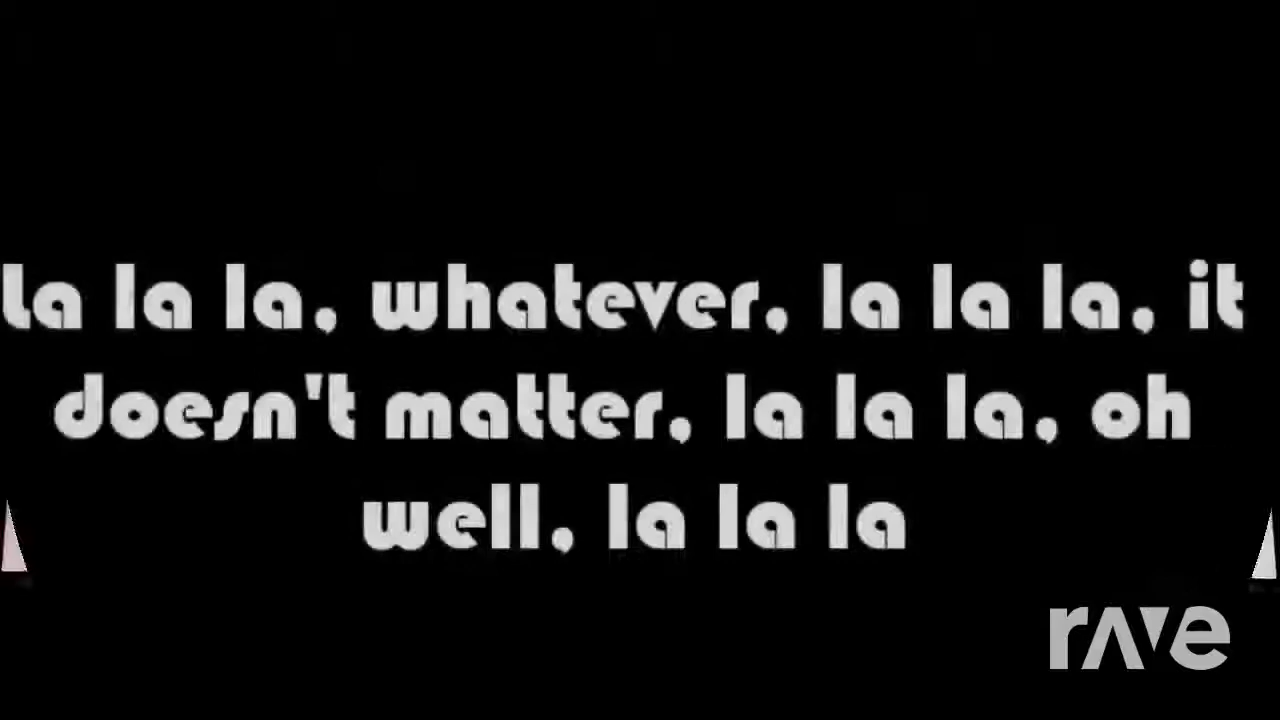 La la la, whatever, la la la, it
doesn't matter, la la la, oh
well, la la la
rave